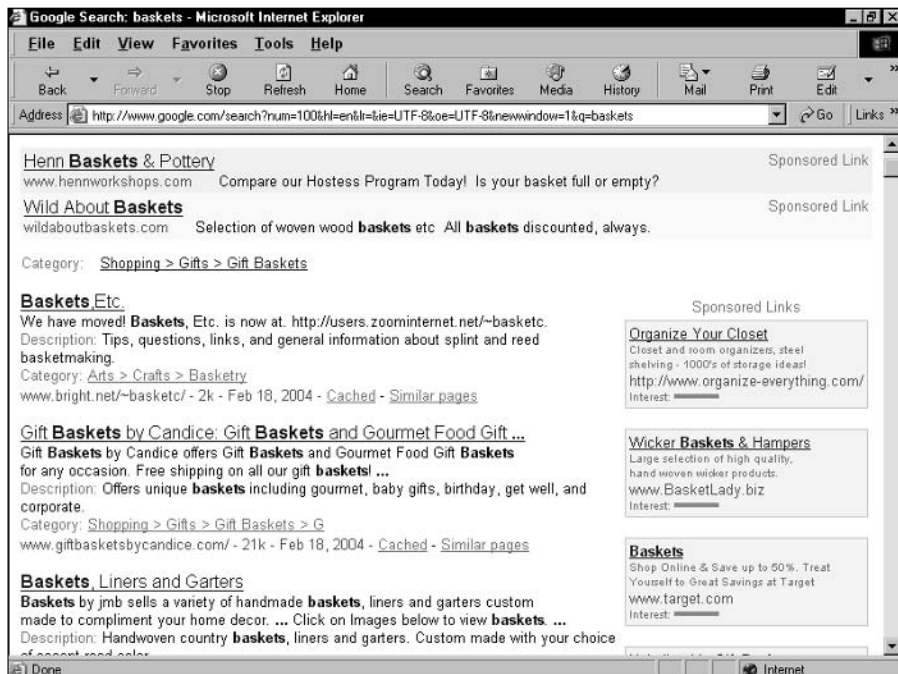 Google Search: baskets - Microsoft Internet Explorer
File Edit View Favorites Tools Help
Back Forward Stop Refresh Home Search Favorites Media History Mail Print Edit
Address http://www.google.com/search?num=100&hl=en&lr=&ie=UTF-8&oe=UTF-8&newwindow=1&q=baskets Go Links
Henn Baskets & Pottery Sponsored Link
www.hennworkshops.com Compare our Hostess Program Today! Is your basket full or empty?
Wild About Baskets Sponsored Link
wildaboutbaskets.com Selection of woven wood baskets etc All baskets discounted, always.
Category: Shopping > Gifts > Gift Baskets
Baskets,Etc.
We have moved! Baskets, Etc. is now at. http://users.zoominternet.net/~basketc.
Description: Tips, questions, links, and general information about splint and reed
basketmaking.
Category: Arts > Crafts > Basketry
www.bright.net/~basketc/ - 2k - Feb 18, 2004 - Cached - Similar pages
Gift Baskets by Candice: Gift Baskets and Gourmet Food Gift ...
Gift Baskets by Candice offers Gift Baskets and Gourmet Food Gift Baskets
for any occasion. Free shipping on all our gift baskets! ...
Description: Offers unique baskets including gourmet, baby gifts, birthday, get well, and
corporate.
Category: Shopping > Gifts > Gift Baskets > G
www.giftbasketsbycandice.com/ - 21k - Feb 18, 2004 - Cached - Similar pages
Baskets, Liners and Garters
Baskets by jmb sells a variety of handmade baskets, liners and garters custom
made to compliment your home decor. ... Click on Images below to view baskets. ...
Description: Handwoven country baskets, liners and garters. Custom made with your choice
of accent reed color
Sponsored Links
Organize Your Closet
Closet and room organizers, steel
shelving - 1000's of storage ideas!
http://www.organize-everything.com/
Interest:
Wicker Baskets & Hampers
Large selection of high quality,
hand woven wicker products.
www.BasketLady.biz
Interest:
Baskets
Shop Online & Save up to 50%. Treat
Yourself to Great Savings at Target
www.target.com
Interest:
Done Internet